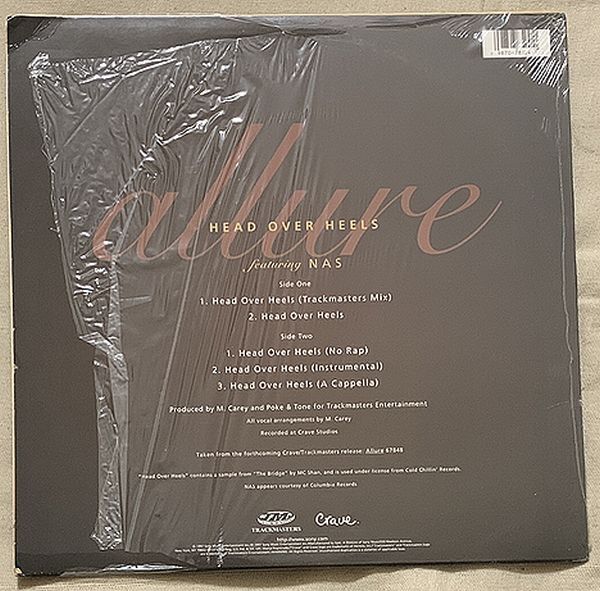 allure
HEAD OVER HEELS
featuring NAS
Side One
1. Head Over Heels (Trackmasters Mix)
2. Head Over Heels
Side Two
1. Head Over Heels (No Rap)
2. Head Over Heels (Instrumental)
3. Head Over Heels (A Cappella)
Produced by M. Carey and Poke & Tone for Trackmasters Entertainment
All vocal arrangements by M. Carey
Recorded at Crave Studios
Taken from the forthcoming Crave/Trackmasters release: Allure 67848
"Head Over Heels" contains a sample from "The Bridge" by MC Shan, and is used under license from Cold Chillin' Records.
NAS appears courtesy of Columbia Records
TRACKMASTERS
Crave.
http://www.sony.com